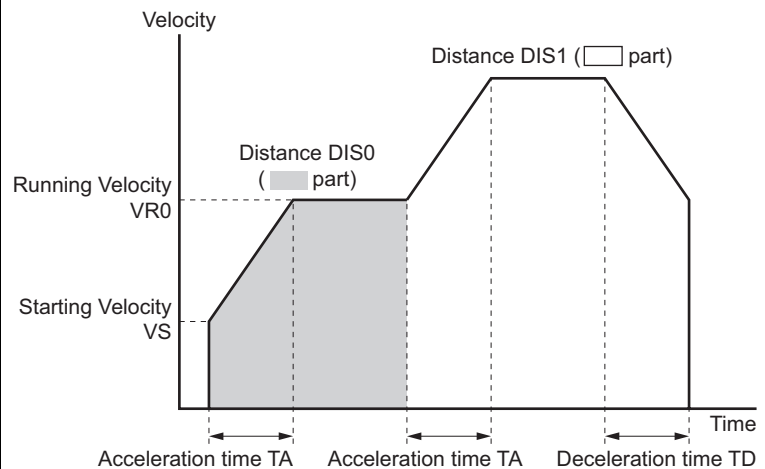 Velocity
Distance DIS1 ( part)
Distance DIS0
( part)
Running Velocity
VR0
Starting Velocity
VS
Time
Acceleration time TA
Acceleration time TA
Deceleration time TD